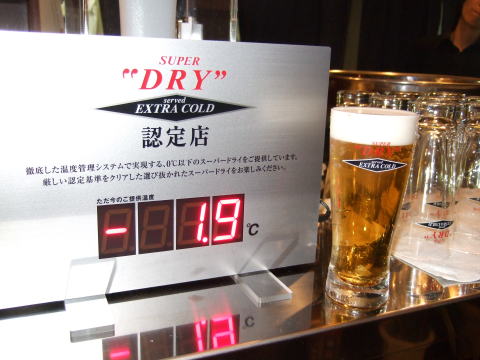 SUPER
"DRY"
served
EXTRA COLD
認定店
徹底した温度管理システムで実現する、0℃以下のスーパードライをご提供しています。
厳しい認定基準をクリアした選び抜かれたスーパードライをお楽しみください。
ただ今のご提供温度
-1.9℃
SUPER
"DRY"
served
EXTRA COLD